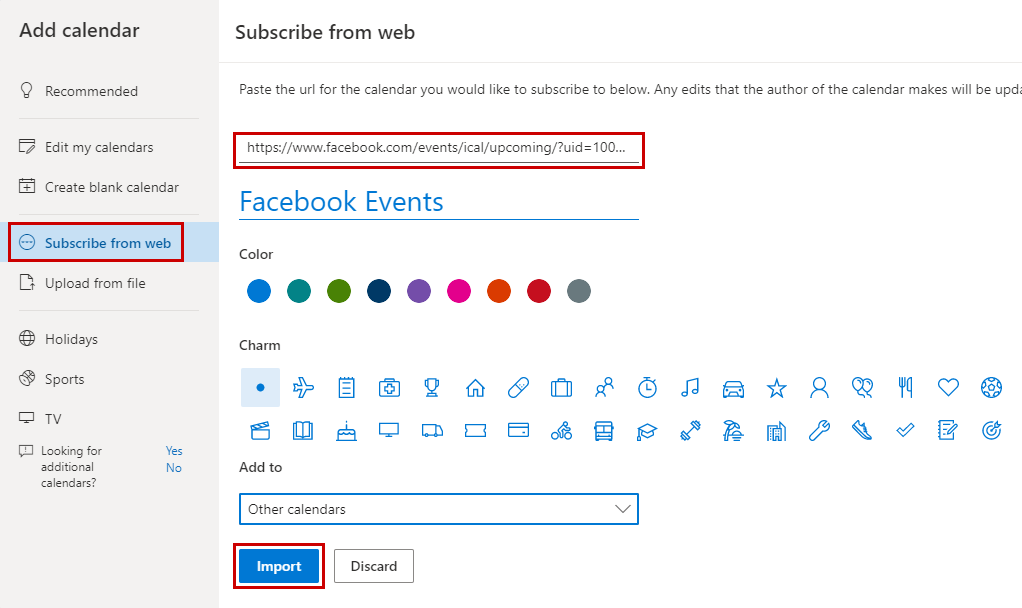 Add calendar
Recommended
Edit my calendars
Create blank calendar
Subscribe from web
Upload from file
Holidays
Sports
TV
Looking for
additional
calendars?
Yes
No
Subscribe from web
Paste the url for the calendar you would like to subscribe to below. Any edits that the author of the calendar makes will be upda
https://www.facebook.com/events/ical/upcoming/?uid=100...
Facebook Events
Color
Charm
Add to
Other calendars
Import
Discard